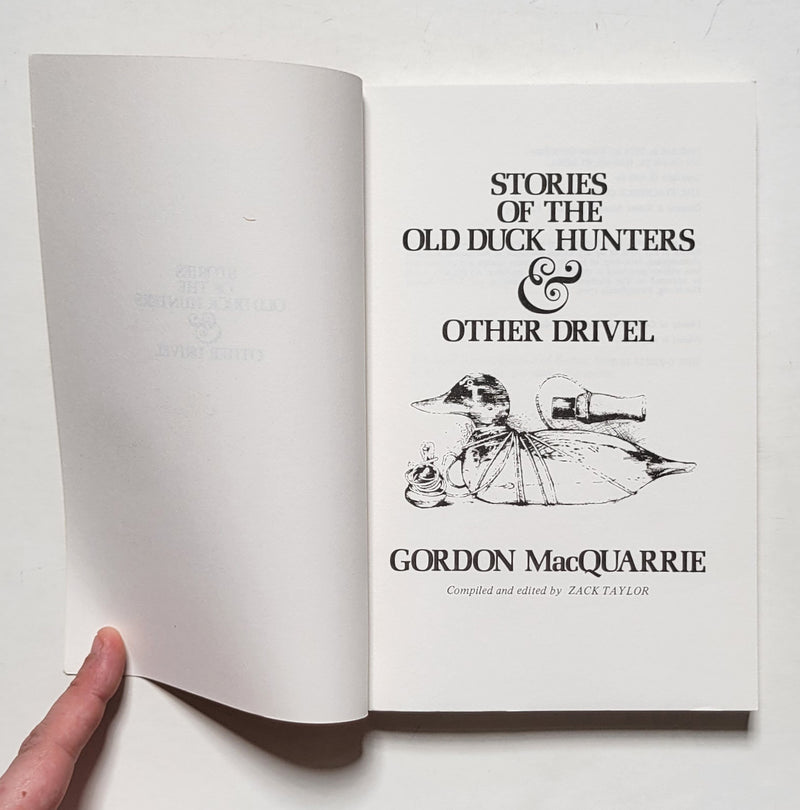 STORIES
OF THE
OLD DUCK HUNTERS
&
OTHER DRIVEL
GORDON MacQUARRIE
Compiled and edited by ZACK TAYLOR